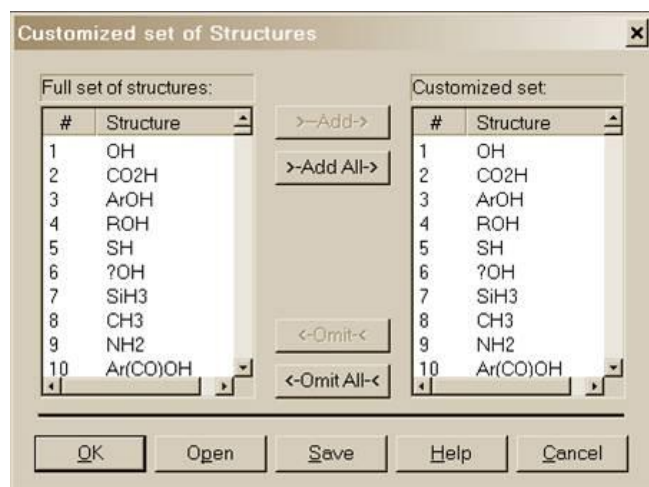 Customized set of Structures
Full set of structures:
# Structure
1 OH
2 CO2H
3 ArOH
4 ROH
5 SH
6 ?OH
7 SiH3
8 CH3
9 NH2
10 Ar(CO)OH
>-Add->
>-Add All->
<-Omit-<
<-Omit All-<
Customized set:
# Structure
1 OH
2 CO2H
3 ArOH
4 ROH
5 SH
6 ?OH
7 SiH3
8 CH3
9 NH2
10 Ar(CO)OH
OK Open Save Help Cancel